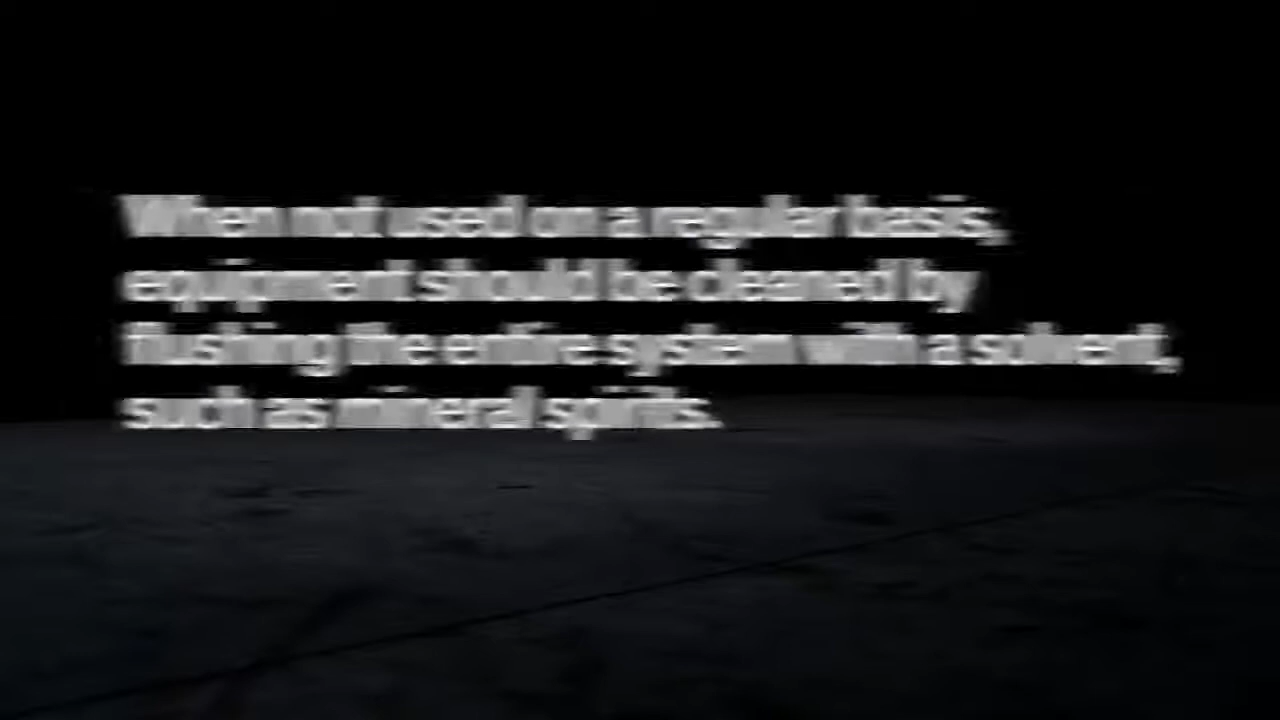 When not used on a regular basis,
equipment should be cleaned by
flushing the entire system with a solvent,
such as mineral spirits.